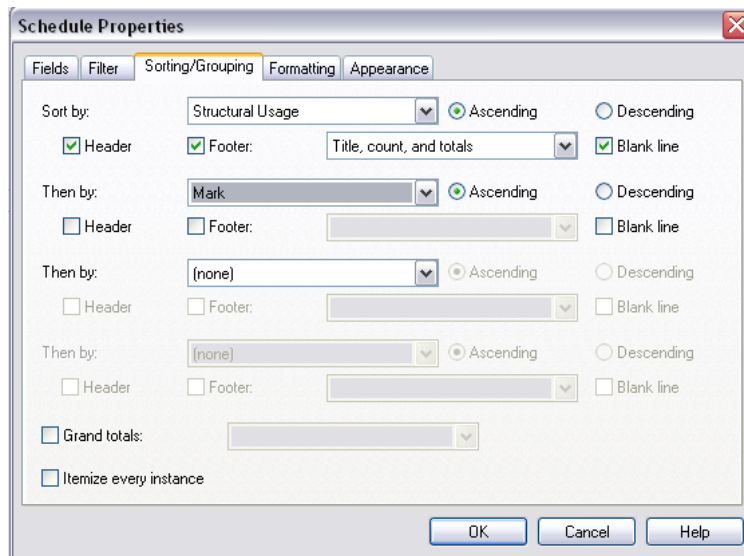 Schedule Properties
Fields Filter Sorting/Grouping Formatting Appearance
Sort by: Structural Usage Ascending Descending
Header Footer: Title, count, and totals Blank line
Then by: Mark Ascending Descending
Header Footer: Blank line
Then by: (none) Ascending Descending
Header Footer: Blank line
Then by: (none) Ascending Descending
Header Footer: Blank line
Grand totals:
Itemize every instance
OK Cancel Help